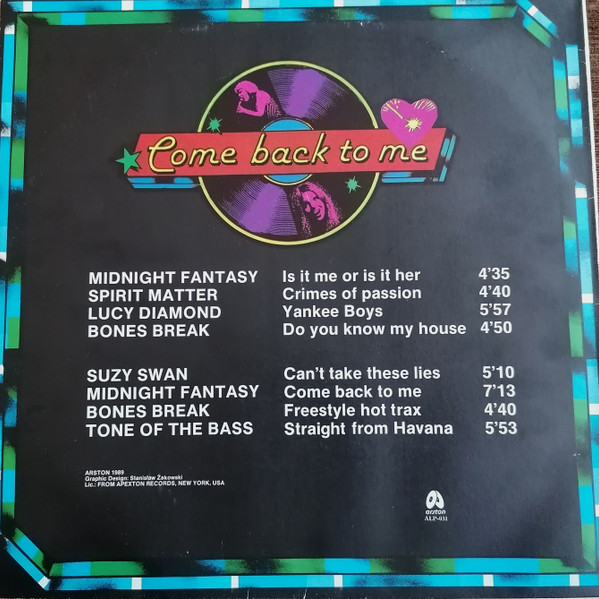 Come back to me
MIDNIGHT FANTASY Is it me or is it her 4'35
SPIRIT MATTER Crimes of passion 4'40
LUCY DIAMOND Yankee Boys 5'57
BONES BREAK Do you know my house 4'50
SUZY SWAN Can't take these lies 5'10
MIDNIGHT FANTASY Come back to me 7'13
BONES BREAK Freestyle hot trax 4'40
TONE OF THE BASS Straight from Havana 5'53
ARSTON 1989
Graphic Design: Stanisław Żakowski
Lic.: FROM APEXTON RECORDS, NEW YORK, USA
arston
ALP-031